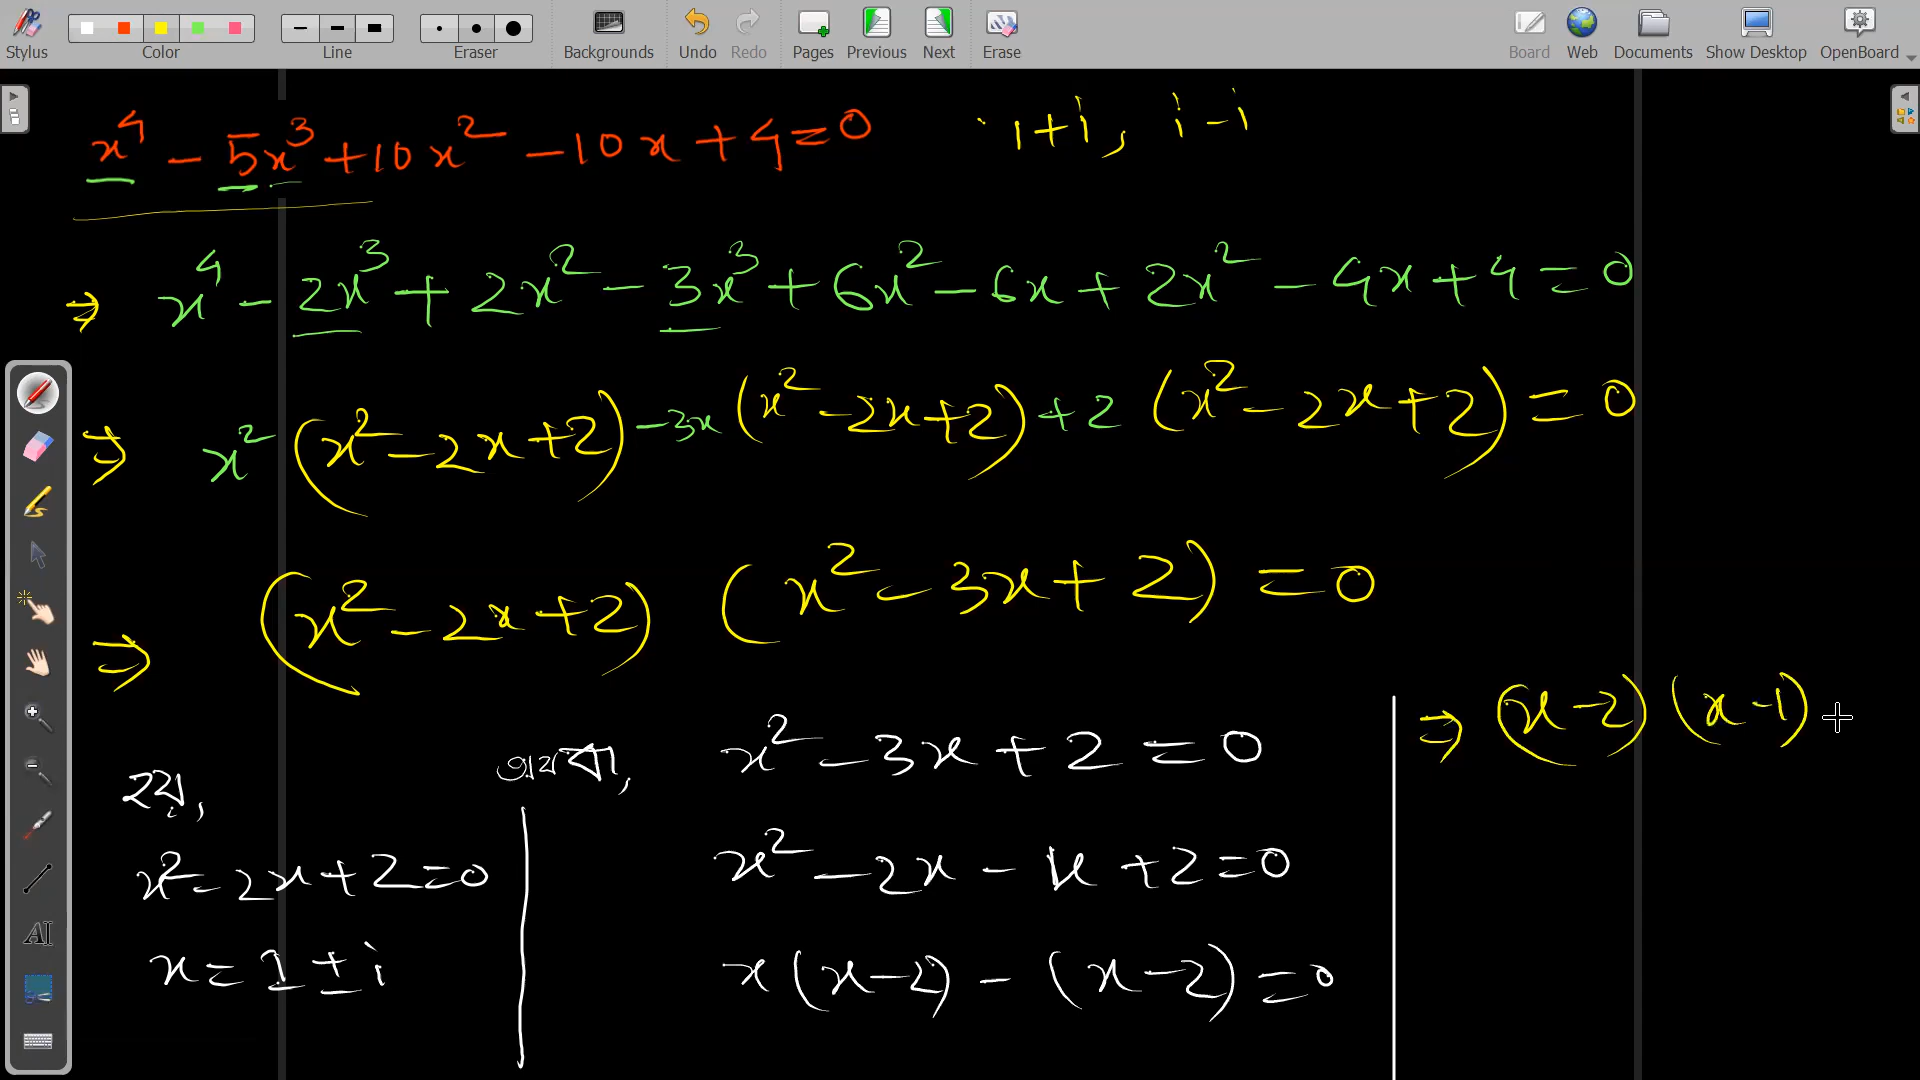 Stylus Color Line Eraser Backgrounds Undo Redo Pages Previous Next Erase Board Web Documents Show Desktop OpenBoard
x⁴ - 5x³ + 10x² - 10x + 4 = 0    1+i, i-i
⇒ x⁴ - 2x³ + 2x² - 3x³ + 6x² - 6x + 2x² - 4x + 4 = 0
⇒ x² (x² - 2x + 2) - 3x (x² - 2x + 2) + 2 (x² - 2x + 2) = 0
⇒ (x² - 2x + 2) (x² - 3x + 2) = 0
হয়,
x² - 2x + 2 = 0
x = 1 ± i
অথবা, x² - 3x + 2 = 0
x² - 2x - x + 2 = 0
x (x - 2) - (x - 2) = 0
⇒ (x - 2) (x - 1)